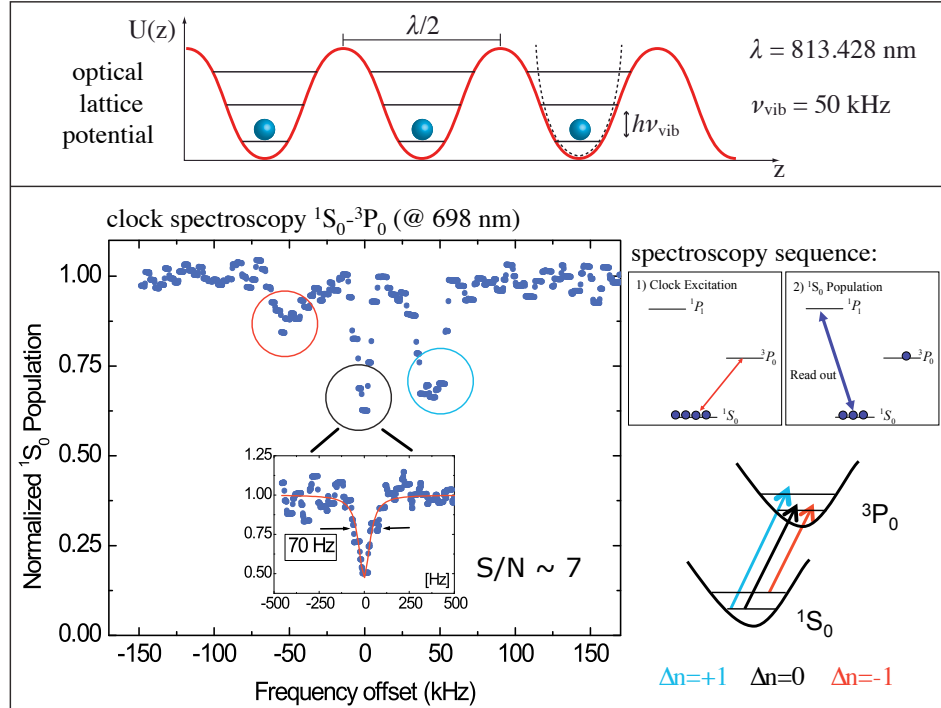 U(z)
λ/2
λ = 813.428 nm
optical
lattice
potential
hν_vib
ν_vib = 50 kHz
z
clock spectroscopy ¹S₀-³P₀ (@ 698 nm)
spectroscopy sequence:
1) Clock Excitation
¹P₁
³P₀
¹S₀
2) ¹S₀ Population
¹P₁
³P₀
Read out
¹S₀
Normalized ¹S₀ Population
1.00
0.75
0.50
0.25
0.00
-150
-100
-50
0
50
100
150
Frequency offset (kHz)
1.25
1.00
0.75
0.50
70 Hz
[Hz]
-500
-250
0
250
500
S/N ~ 7
³P₀
¹S₀
Δn=+1 Δn=0 Δn=-1